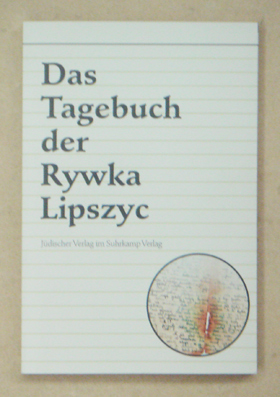 Das
Tagebuch
der
Rywka
Lipszyc
Jüdischer Verlag im Suhrkamp Verlag